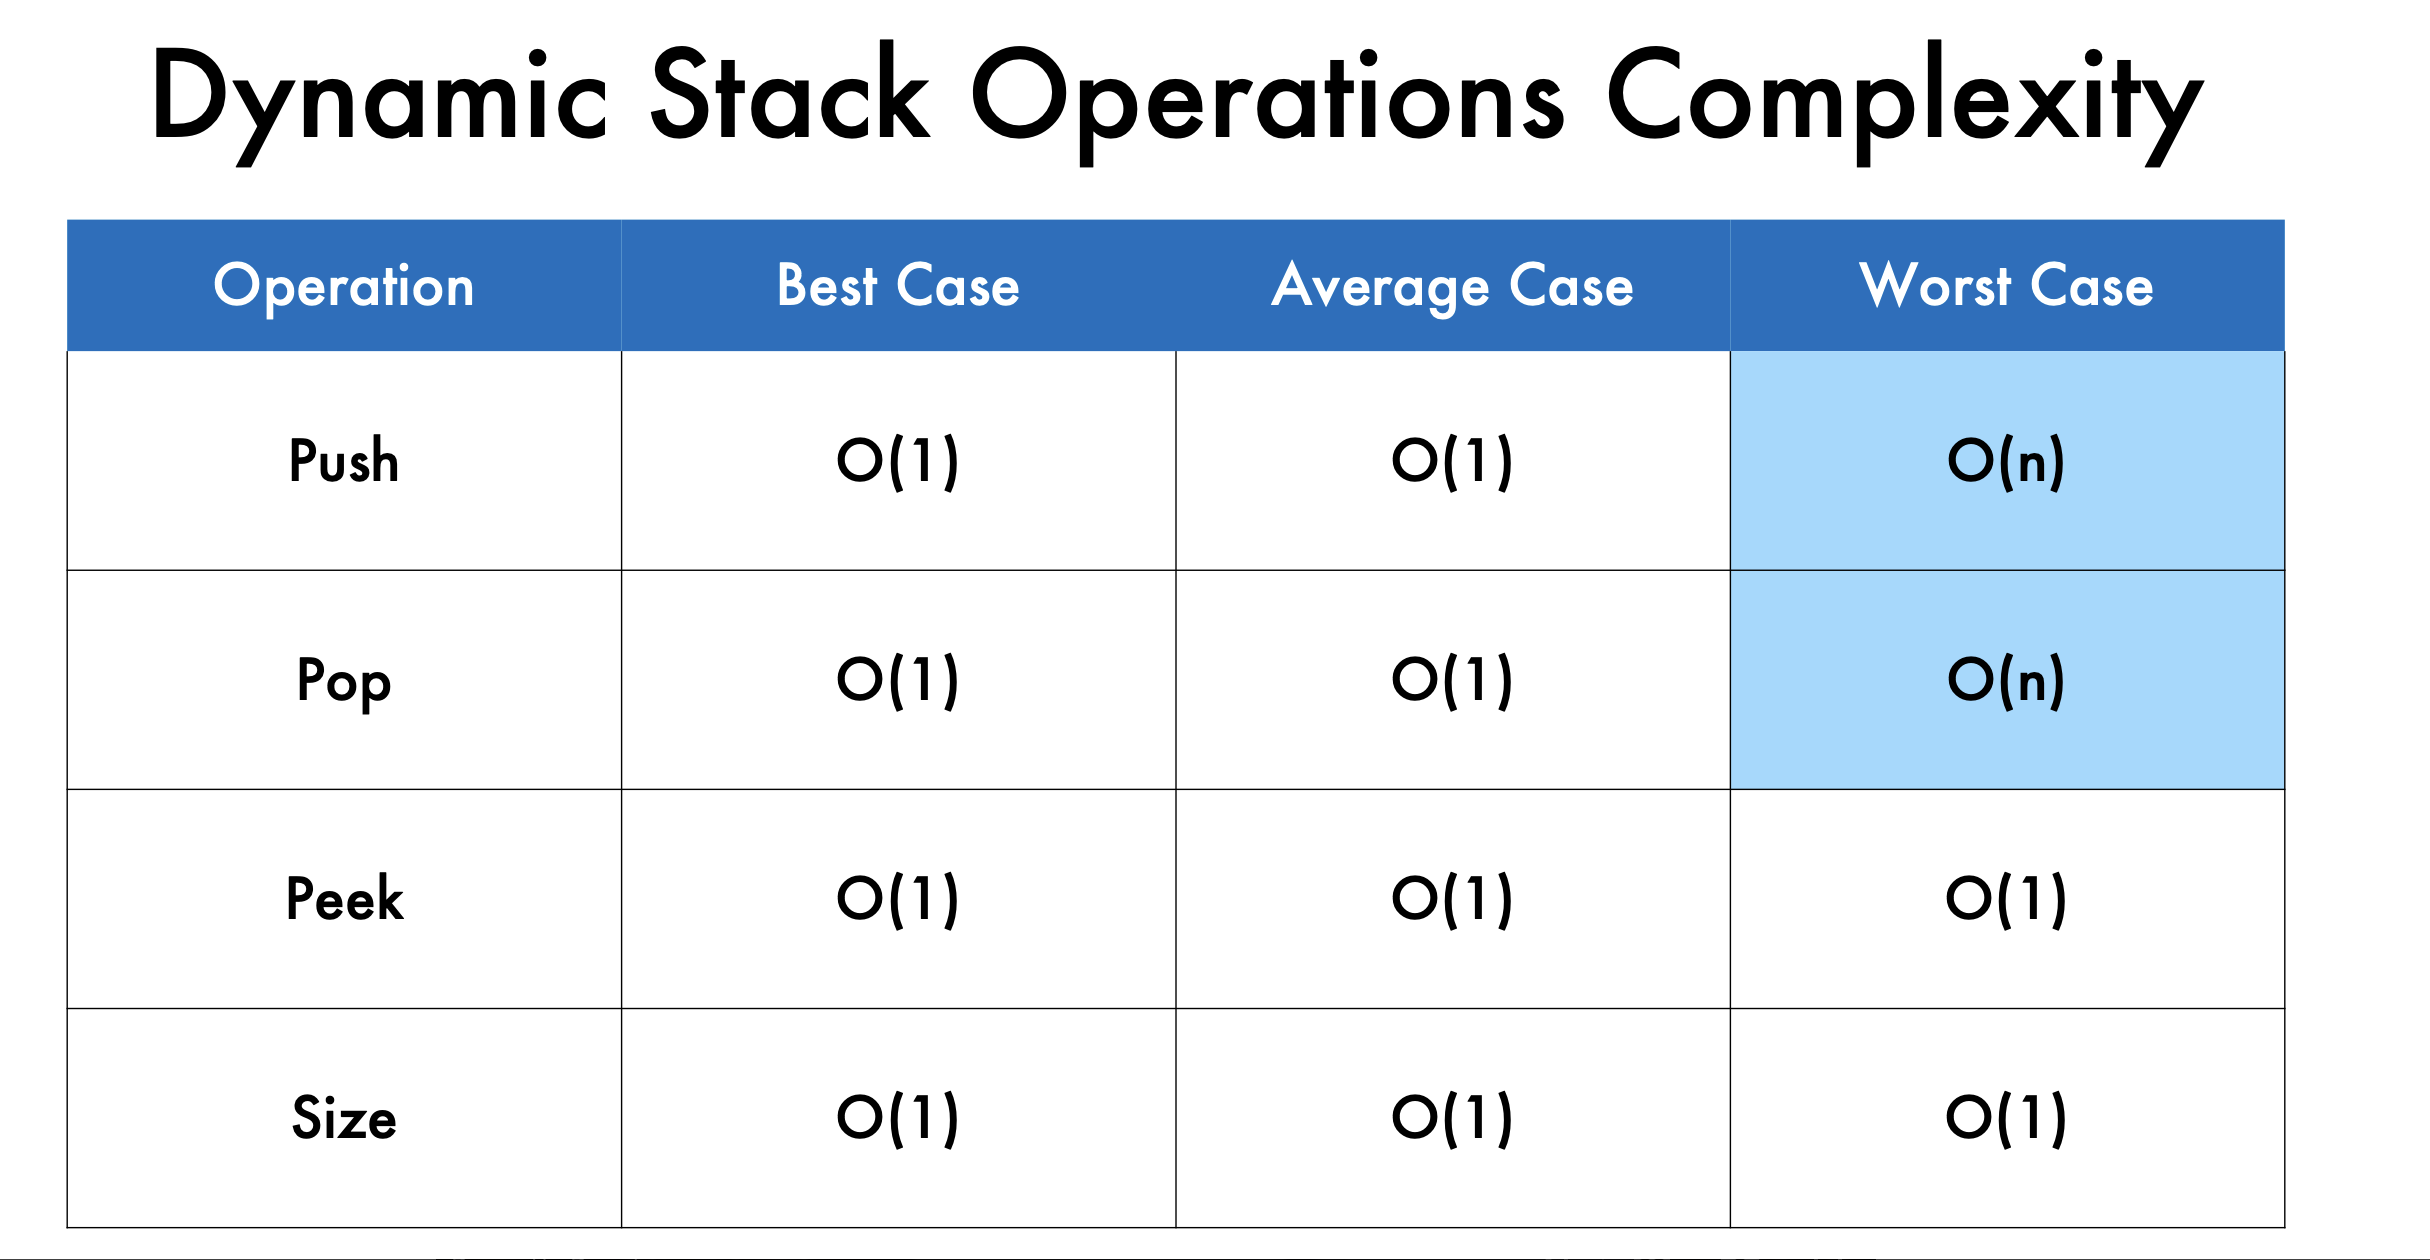 Dynamic Stack Operations Complexity
Operation Best Case Average Case Worst Case
Push O(1) O(1) O(n)
Pop O(1) O(1) O(n)
Peek O(1) O(1) O(1)
Size O(1) O(1) O(1)